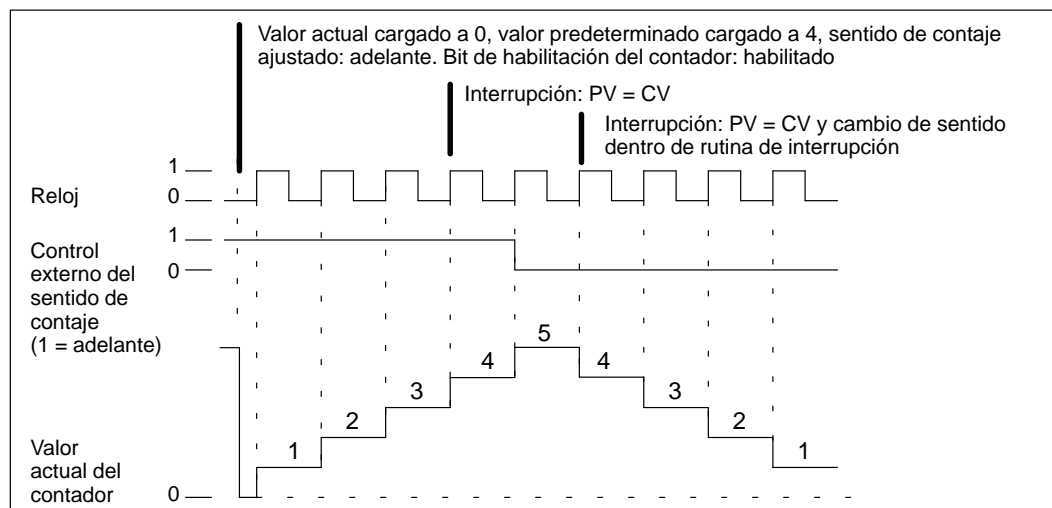 Valor actual cargado a 0, valor predeterminado cargado a 4, sentido de contaje
ajustado: adelante. Bit de habilitación del contador: habilitado
Interrupción: PV = CV
Interrupción: PV = CV y cambio de sentido
dentro de rutina de interrupción
1
Reloj
0
1
Control
externo del
0
sentido de
contaje
(1 = adelante)
5
4
4
3
3
2
2
1
1
Valor
actual del
contador
0